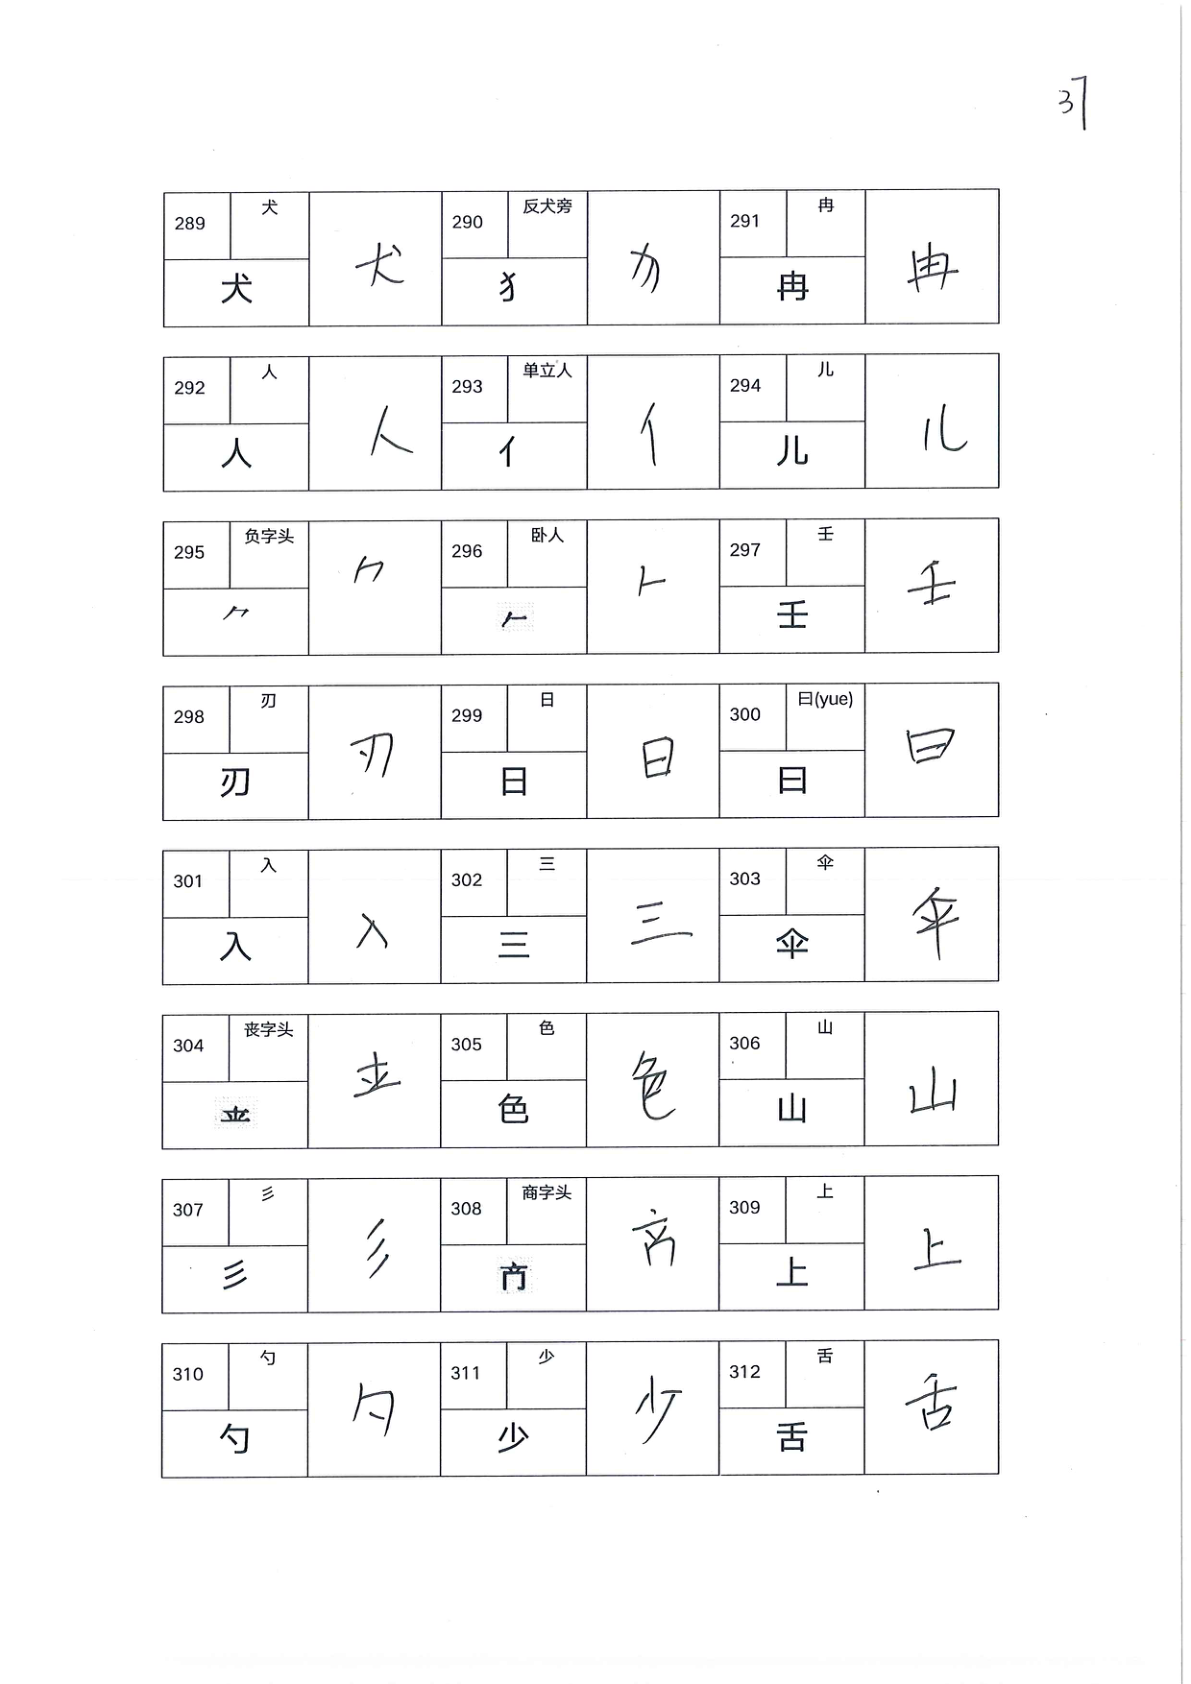 37
289 犬 犬 犬 290 反犬旁 犭 犭 291 冉 冉 冉
292 人 人 人 293 单立人 亻 亻 294 儿 儿 儿
295 负字头 𠂊 𠂊 296 卧人 𠂉 𠂉 297 壬 壬 壬
298 刃 刃 刃 299 日 日 日 300 曰(yue) 曰 曰
301 入 入 入 302 三 三 三 303 伞 伞 伞
304 丧字头 305 色 色 色 306 山 山 山
307 彡 彡 彡 308 商字头 309 上 上 上
310 勺 勺 勺 311 少 少 少 312 舌 舌 舌